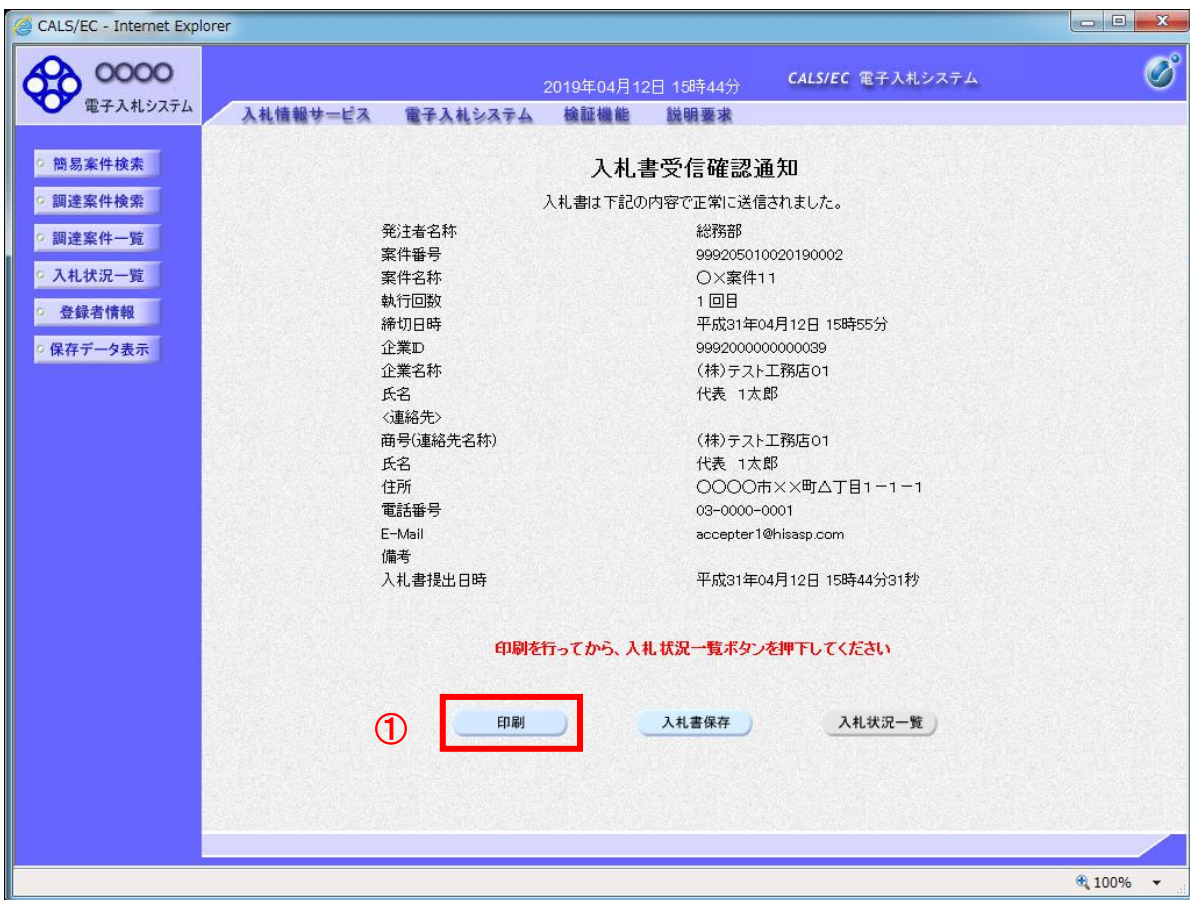 CALS/EC - Internet Explorer
○○○○
電子入札システム
2019年04月12日 15時44分
CALS/EC 電子入札システム
入札情報サービス 電子入札システム 検証機能 説明要求
簡易案件検索
調達案件検索
調達案件一覧
入札状況一覧
登録者情報
保存データ表示
入札書受信確認通知
入札書は下記の内容で正常に送信されました。
発注者名称 総務部
案件番号 999205010020190002
案件名称 ○×案件11
執行回数 1回目
締切日時 平成31年04月12日 15時55分
企業ID 9992000000000039
企業名称 (株)テスト工務店01
氏名 代表 1太郎
<連絡先>
商号(連絡先名称) (株)テスト工務店01
氏名 代表 1太郎
住所 ○○○○市××町△丁目1-1-1
電話番号 03-0000-0001
E-Mail accepter1@hisasp.com
備考
入札書提出日時 平成31年04月12日 15時44分31秒
印刷を行ってから、入札状況一覧ボタンを押下してください
① 印刷 入札書保存 入札状況一覧
100%